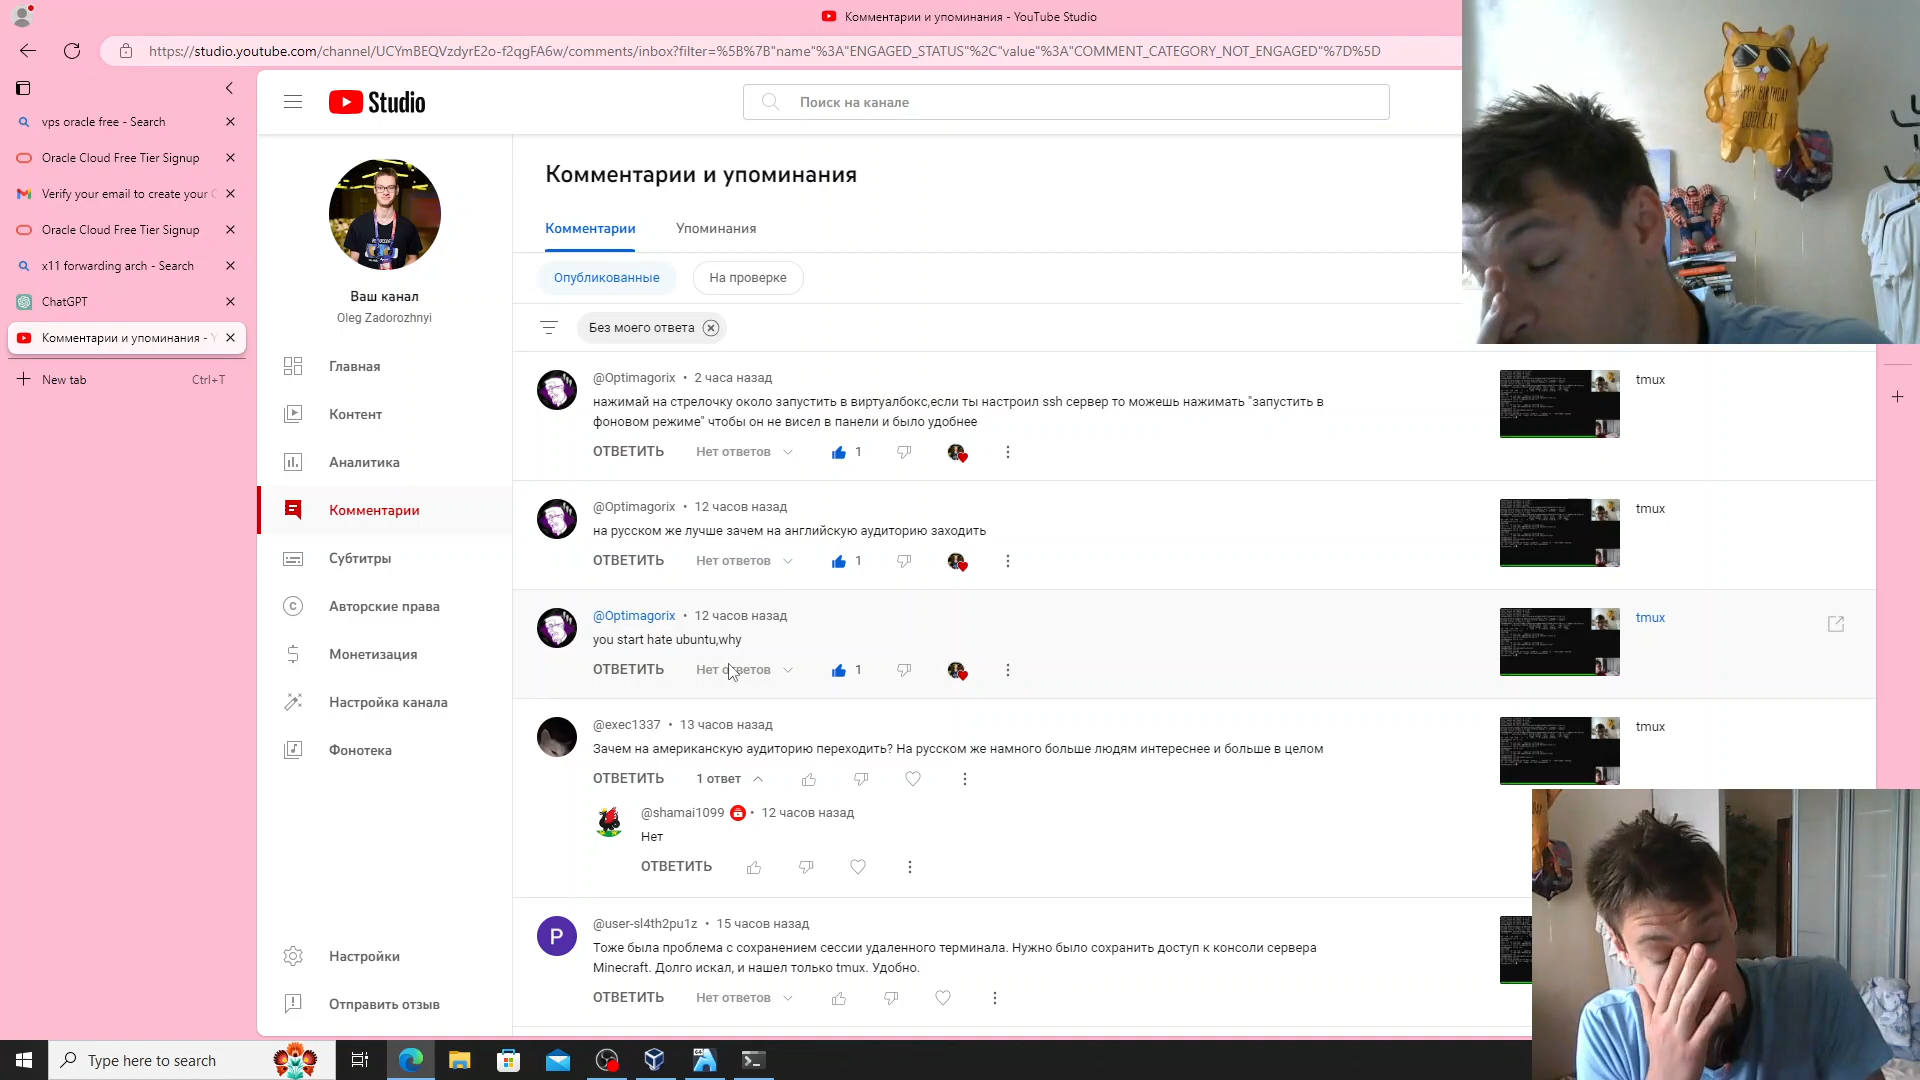 Комментарии и упоминания - YouTube Studio
https://studio.youtube.com/channel/UCYmBEQVzdyrE2o-f2qgFA6w/comments/inbox?filter=%5B%7B"name"%3A"ENGAGED_STATUS"%2C"value"%3A"COMMENT_CATEGORY_NOT_ENGAGED"%7D%5D
vps oracle free - Search
Oracle Cloud Free Tier Signup
Verify your email to create your
Oracle Cloud Free Tier Signup
x11 forwarding arch - Search
ChatGPT
Комментарии и упоминания -
New tab
Ctrl+T
Studio
Поиск на канале
Ваш канал
Oleg Zadorozhnyi
Главная
Контент
Аналитика
Комментарии
Субтитры
Авторские права
Монетизация
Настройка канала
Фонотека
Настройки
Отправить отзыв
Комментарии и упоминания
Комментарии
Упоминания
Опубликованные
На проверке
Без моего ответа
@Optimagorix • 2 часа назад
нажимай на стрелочку около запустить в виртуалбокс,если ты настроил ssh сервер то можешь нажимать "запустить в
фоновом режиме" чтобы он не висел в панели и было удобнее
ОТВЕТИТЬ Нет ответов 1
tmux
@Optimagorix • 12 часов назад
на русском же лучше зачем на английскую аудиторию заходить
ОТВЕТИТЬ Нет ответов 1
tmux
@Optimagorix • 12 часов назад
you start hate ubuntu,why
ОТВЕТИТЬ Нет ответов 1
tmux
@exec1337 • 13 часов назад
Зачем на американскую аудиторию переходить? На русском же намного больше людям интереснее и больше в целом
ОТВЕТИТЬ 1 ответ
tmux
@shamai1099 • 12 часов назад
Нет
ОТВЕТИТЬ
P
@user-sl4th2pu1z • 15 часов назад
Тоже была проблема с сохранением сессии удаленного терминала. Нужно было сохранить доступ к консоли сервера
Minecraft. Долго искал, и нашел только tmux. Удобно.
ОТВЕТИТЬ Нет ответов
Type here to search
COOL CAT